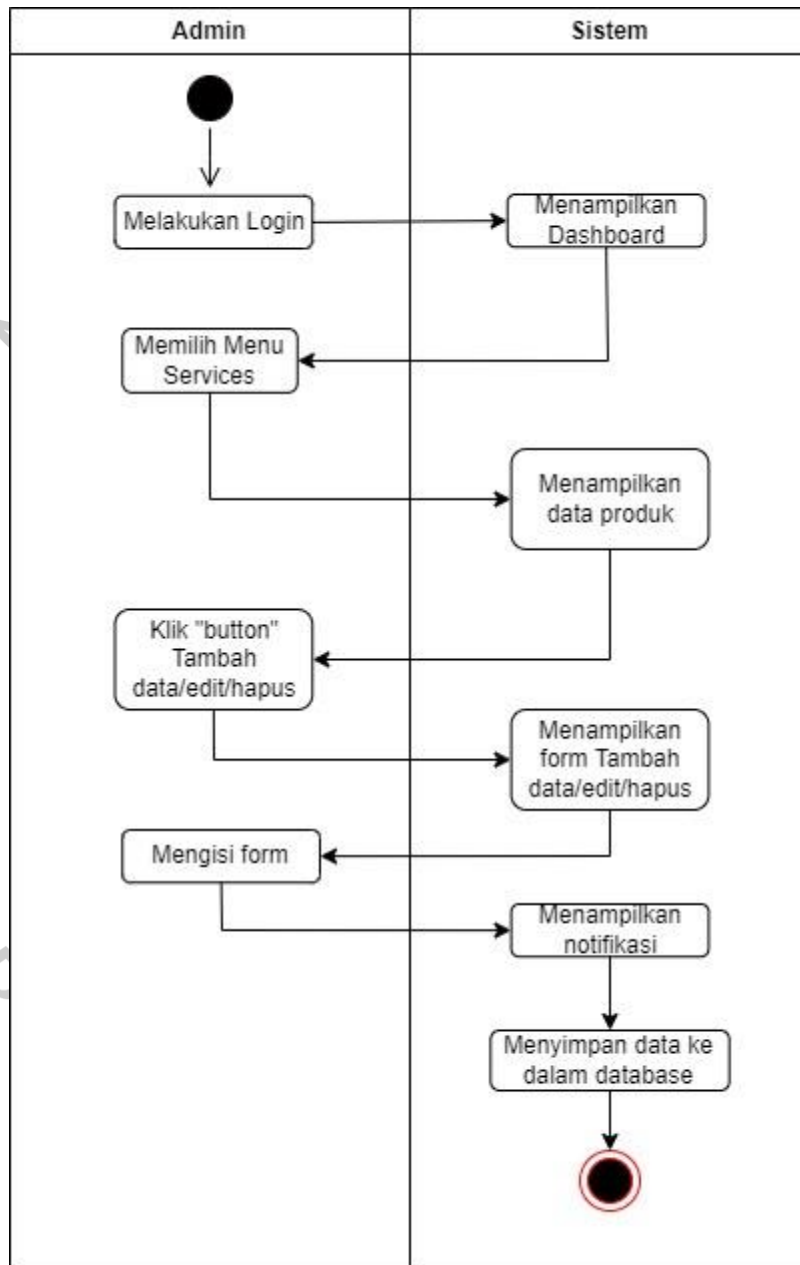 Admin
Sistem
Melakukan Login
Menampilkan
Dashboard
Memilih Menu
Services
Menampilkan
data produk
Klik "button"
Tambah
data/edit/hapus
Menampilkan
form Tambah
data/edit/hapus
Mengisi form
Menampilkan
notifikasi
Menyimpan data ke
dalam database